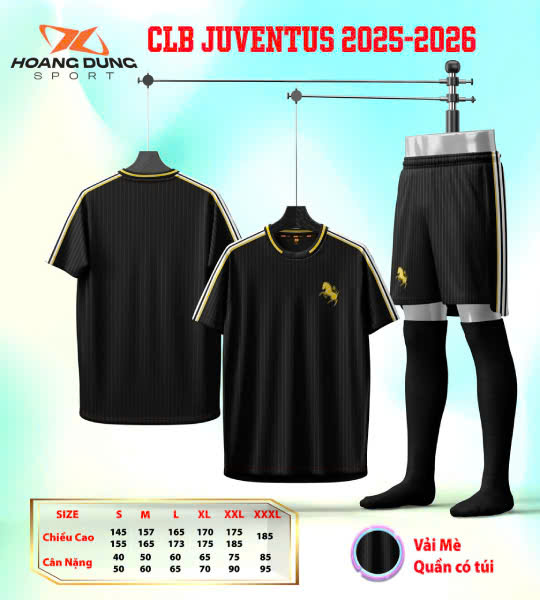 HOANG DUNG
SPORT
CLB JUVENTUS 2025-2026
SIZE S M L XL XXL XXXL
Chiều Cao 145 157 165 170 175 185
155 165 173 175 185
Cân Nặng 40 50 60 65 75 85
50 60 65 70 90 95
Vải Mè
Quần có túi